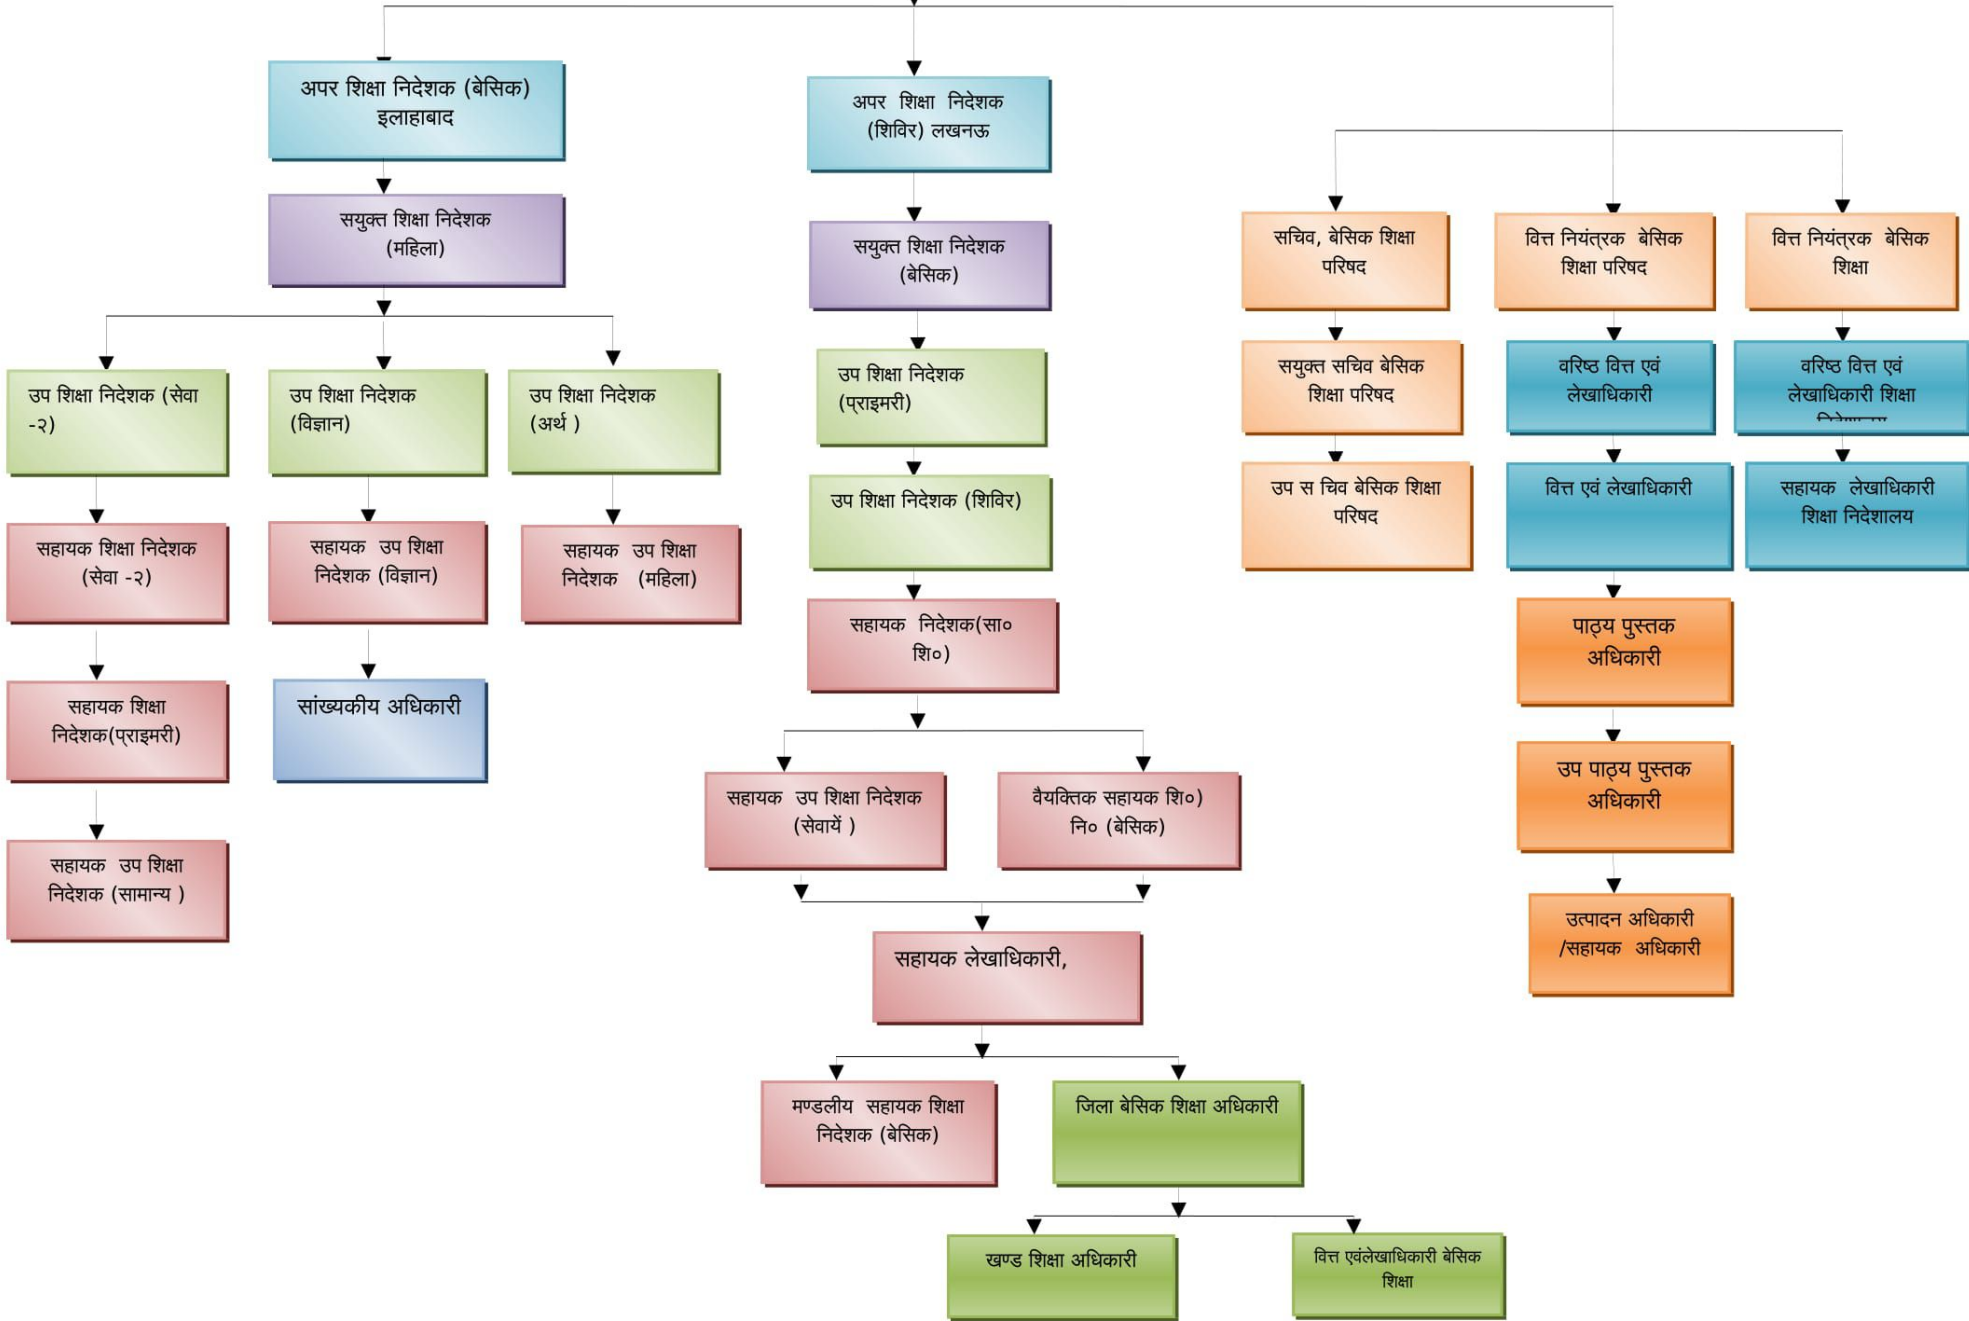 अपर शिक्षा निदेशक (बेसिक)
इलाहाबाद
अपर शिक्षा निदेशक
(शिविर) लखनऊ
सयुक्त शिक्षा निदेशक
(महिला)
सयुक्त शिक्षा निदेशक
(बेसिक)
सचिव, बेसिक शिक्षा
परिषद
वित्त नियंत्रक बेसिक
शिक्षा परिषद
वित्त नियंत्रक बेसिक
शिक्षा
उप शिक्षा निदेशक (सेवा
-२)
उप शिक्षा निदेशक
(विज्ञान)
उप शिक्षा निदेशक
(अर्थ )
उप शिक्षा निदेशक
(प्राइमरी)
सयुक्त सचिव बेसिक
शिक्षा परिषद
वरिष्ठ वित्त एवं
लेखाधिकारी
वरिष्ठ वित्त एवं
लेखाधिकारी शिक्षा
उप शिक्षा निदेशक (शिविर)
उप स चिव बेसिक शिक्षा
परिषद
वित्त एवं लेखाधिकारी
सहायक लेखाधिकारी
शिक्षा निदेशालय
सहायक शिक्षा निदेशक
(सेवा -२)
सहायक उप शिक्षा
निदेशक (विज्ञान)
सहायक उप शिक्षा
निदेशक (महिला)
सहायक निदेशक(सा०
शि०)
पाठ्य पुस्तक
अधिकारी
सहायक शिक्षा
निदेशक(प्राइमरी)
सांख्यकीय अधिकारी
सहायक उप शिक्षा निदेशक
(सेवायें )
वैयक्तिक सहायक शि०)
नि० (बेसिक)
उप पाठ्य पुस्तक
अधिकारी
सहायक उप शिक्षा
निदेशक (सामान्य )
सहायक लेखाधिकारी,
उत्पादन अधिकारी
/सहायक अधिकारी
मण्डलीय सहायक शिक्षा
निदेशक (बेसिक)
जिला बेसिक शिक्षा अधिकारी
खण्ड शिक्षा अधिकारी
वित्त एवंलेखाधिकारी बेसिक
शिक्षा